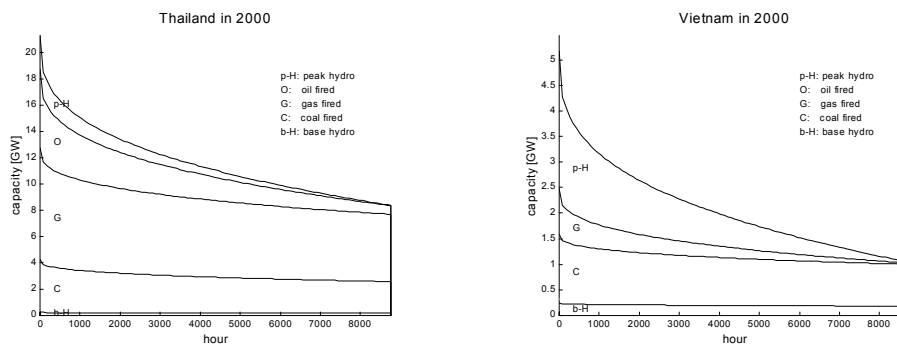 Thailand in 2000
capacity [GW]
20
18
16
14
12
10
8
6
4
2
0
p-H
O
G
C
b-H
p-H: peak hydro
O: oil fired
G: gas fired
C: coal fired
b-H: base hydro
0 1000 2000 3000 4000 5000 6000 7000 8000
hour
Vietnam in 2000
capacity [GW]
5
4.5
4
3.5
3
2.5
2
1.5
1
0.5
0
p-H
G
C
b-H
p-H: peak hydro
O: oil fired
G: gas fired
C: coal fired
b-H: base hydro
0 1000 2000 3000 4000 5000 6000 7000 8000
hour